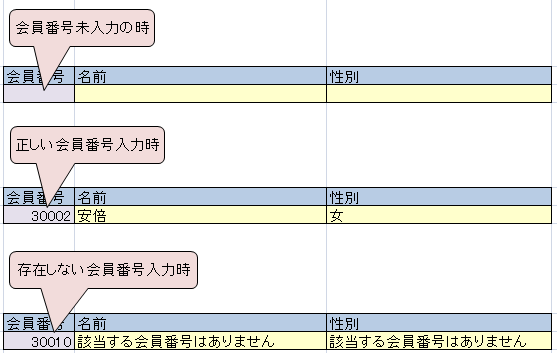 会員番号未入力の時
会員番号 名前 性別
正しい会員番号入力時
会員番号 名前 性別
30002 安倍 女
存在しない会員番号入力時
会員番号 名前 性別
30010 該当する会員番号はありません 該当する会員番号はありません